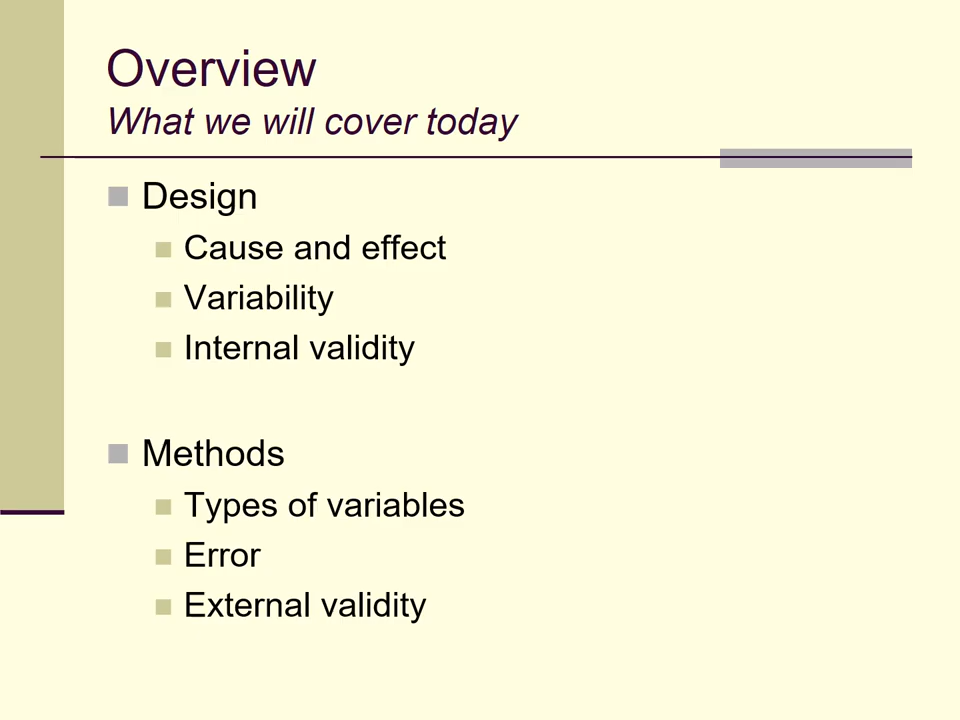 Overview
What we will cover today
Design
Cause and effect
Variability
Internal validity
Methods
Types of variables
Error
External validity